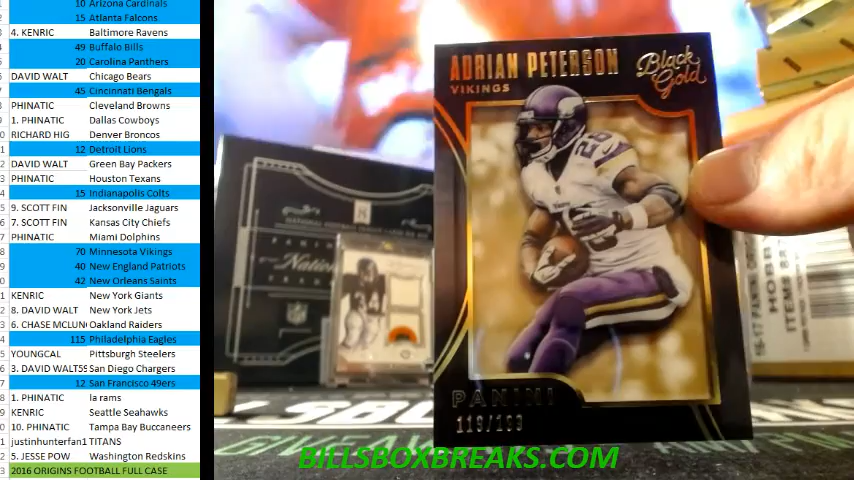 10 Arizona Cardinals
15 Atlanta Falcons
4. KENRIC Baltimore Ravens
49 Buffalo Bills
20 Carolina Panthers
DAVID WALT Chicago Bears
45 Cincinnati Bengals
PHINATIC Cleveland Browns
1. PHINATIC Dallas Cowboys
RICHARD HIG Denver Broncos
12 Detroit Lions
DAVID WALT Green Bay Packers
PHINATIC Houston Texans
15 Indianapolis Colts
9. SCOTT FIN Jacksonville Jaguars
7. SCOTT FIN Kansas City Chiefs
PHINATIC Miami Dolphins
70 Minnesota Vikings
40 New England Patriots
42 New Orleans Saints
KENRIC New York Giants
8. DAVID WALT New York Jets
6. CHASE MCLUN Oakland Raiders
115 Philadelphia Eagles
YOUNGCAL Pittsburgh Steelers
3. DAVID WALTS San Diego Chargers
12 San Francisco 49ers
1. PHINATIC la rams
KENRIC Seattle Seahawks
10. PHINATIC Tampa Bay Buccaneers
justinhunterfan1 TITANS
5. JESSE POW Washington Redskins
2016 ORIGINS FOOTBALL FULL CASE
ADRIAN PETERSON
VIKINGS
Black Gold
28
PANINI
119/199
34
NFL
BILLSBOXBREAKS.COM